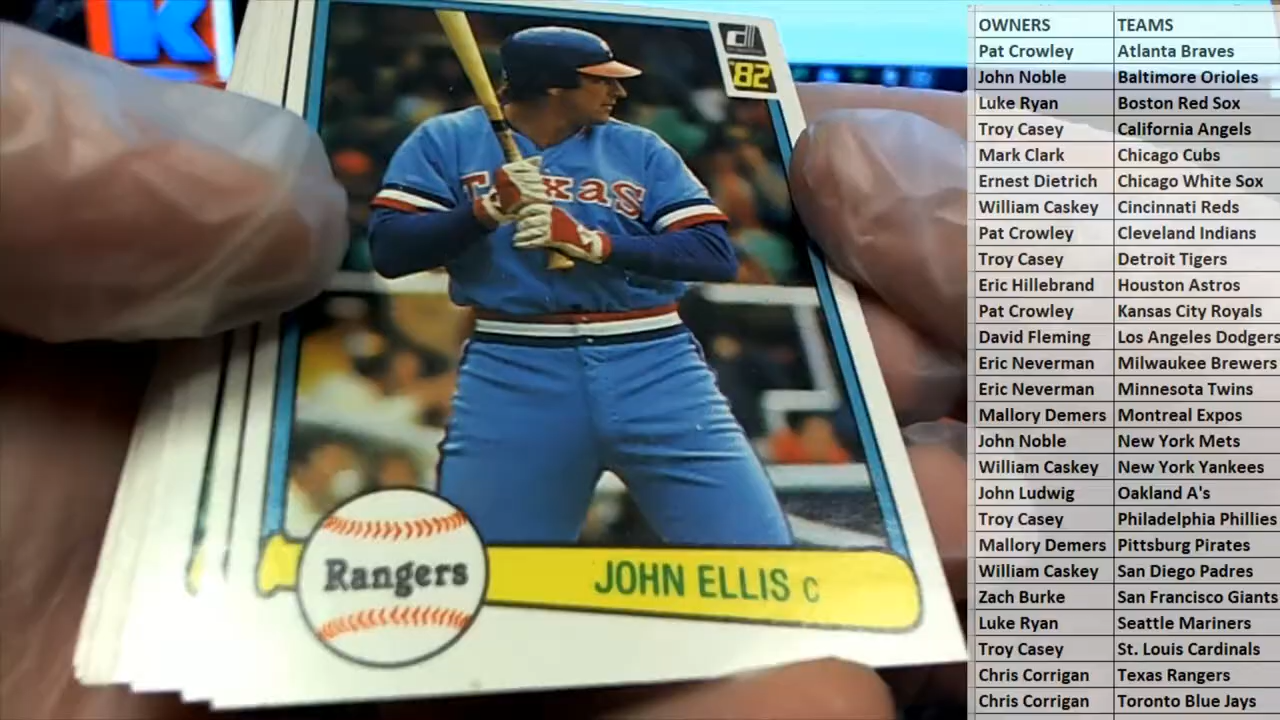 '82
Texas
Rangers
JOHN ELLIS C
OWNERS TEAMS
Pat Crowley Atlanta Braves
John Noble Baltimore Orioles
Luke Ryan Boston Red Sox
Troy Casey California Angels
Mark Clark Chicago Cubs
Ernest Dietrich Chicago White Sox
William Caskey Cincinnati Reds
Pat Crowley Cleveland Indians
Troy Casey Detroit Tigers
Eric Hillebrand Houston Astros
Pat Crowley Kansas City Royals
David Fleming Los Angeles Dodgers
Eric Neverman Milwaukee Brewers
Eric Neverman Minnesota Twins
Mallory Demers Montreal Expos
John Noble New York Mets
William Caskey New York Yankees
John Ludwig Oakland A's
Troy Casey Philadelphia Phillies
Mallory Demers Pittsburg Pirates
William Caskey San Diego Padres
Zach Burke San Francisco Giants
Luke Ryan Seattle Mariners
Troy Casey St. Louis Cardinals
Chris Corrigan Texas Rangers
Chris Corrigan Toronto Blue Jays